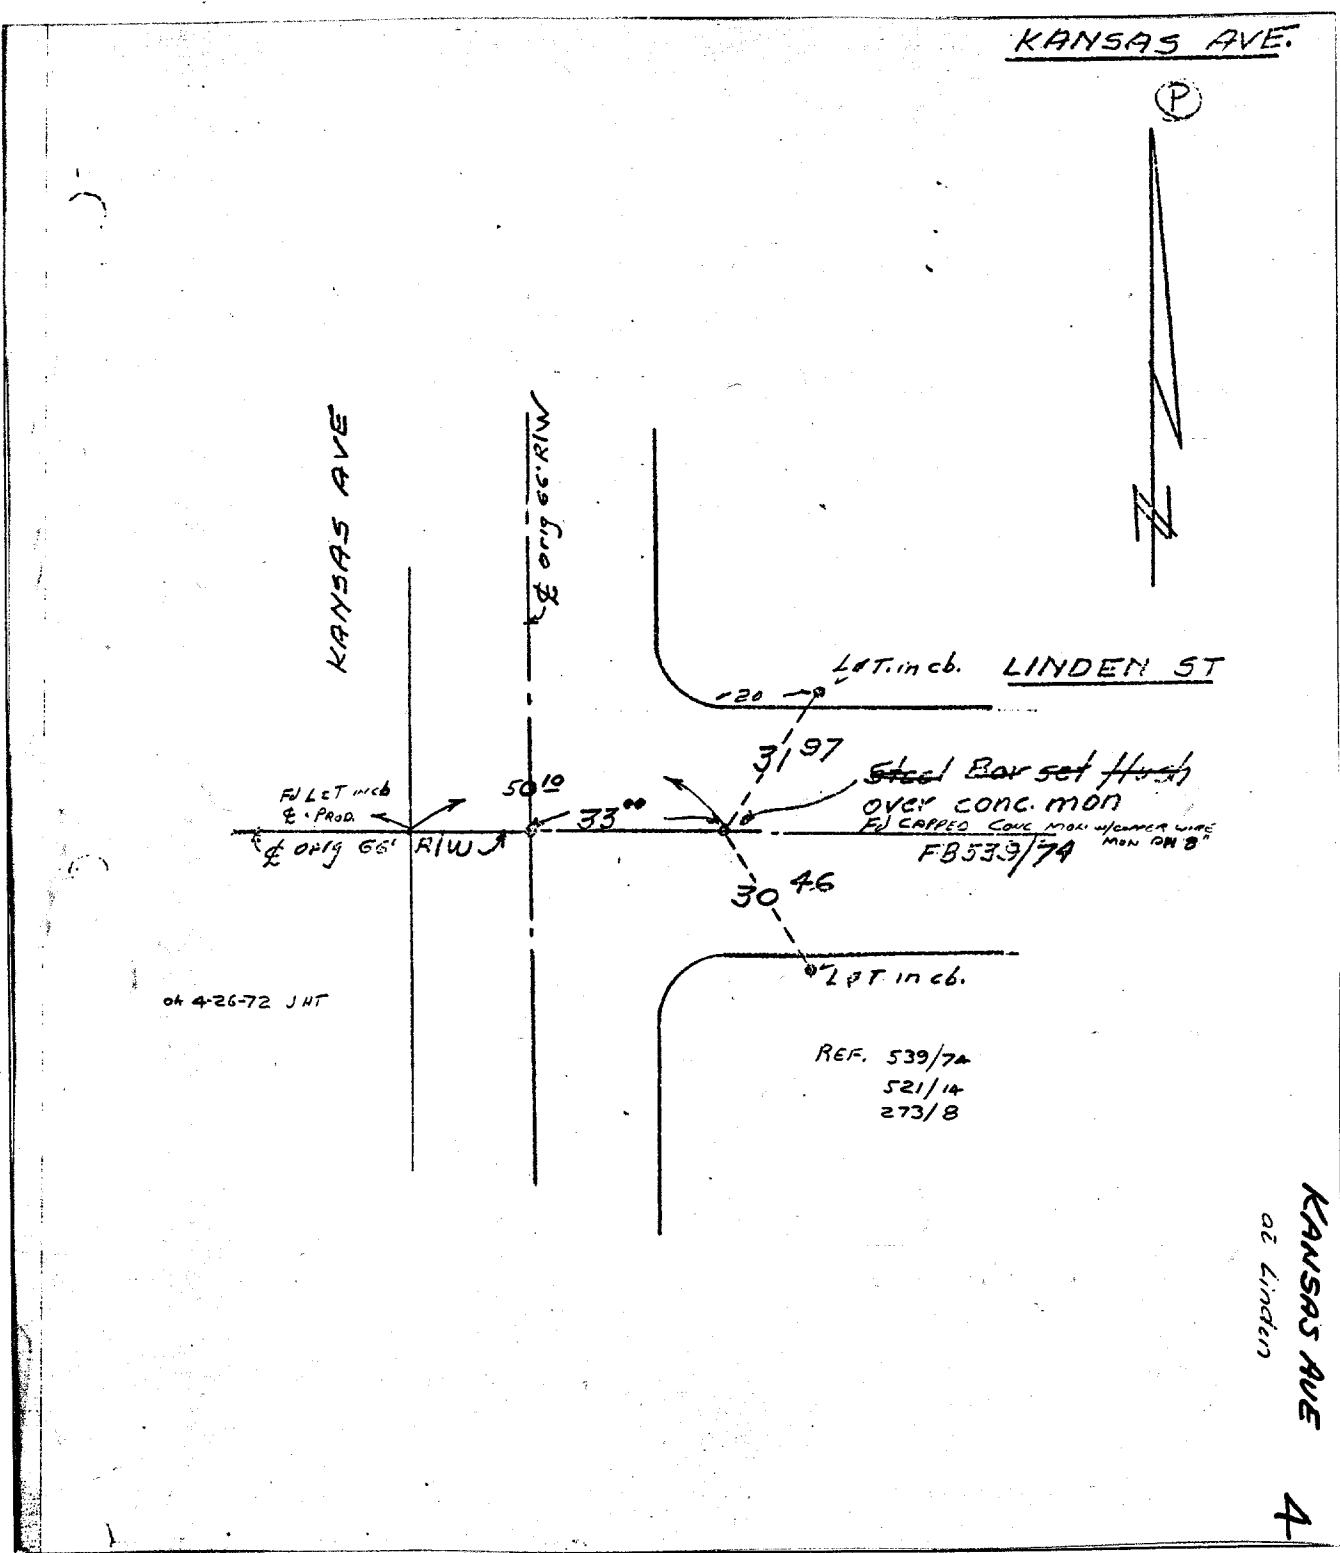 KANSAS AVE.
P
KANSAS AVE
℄ orig 66' R/W
L&T. in cb.
LINDEN ST
20
31 97
Steel Bar set flush
over conc. mon
Fd CAPPED CONC MON w/COPPER WIRE
MON DN 8"
FB539/74
50 10
33 00
Fd L&T in cb
℄ PROD.
℄ orig 66' R/W
30 46
L&T in cb.
ok 4-26-72 JHT
REF. 539/74
521/14
273/8
KANSAS AVE
at Linden
4